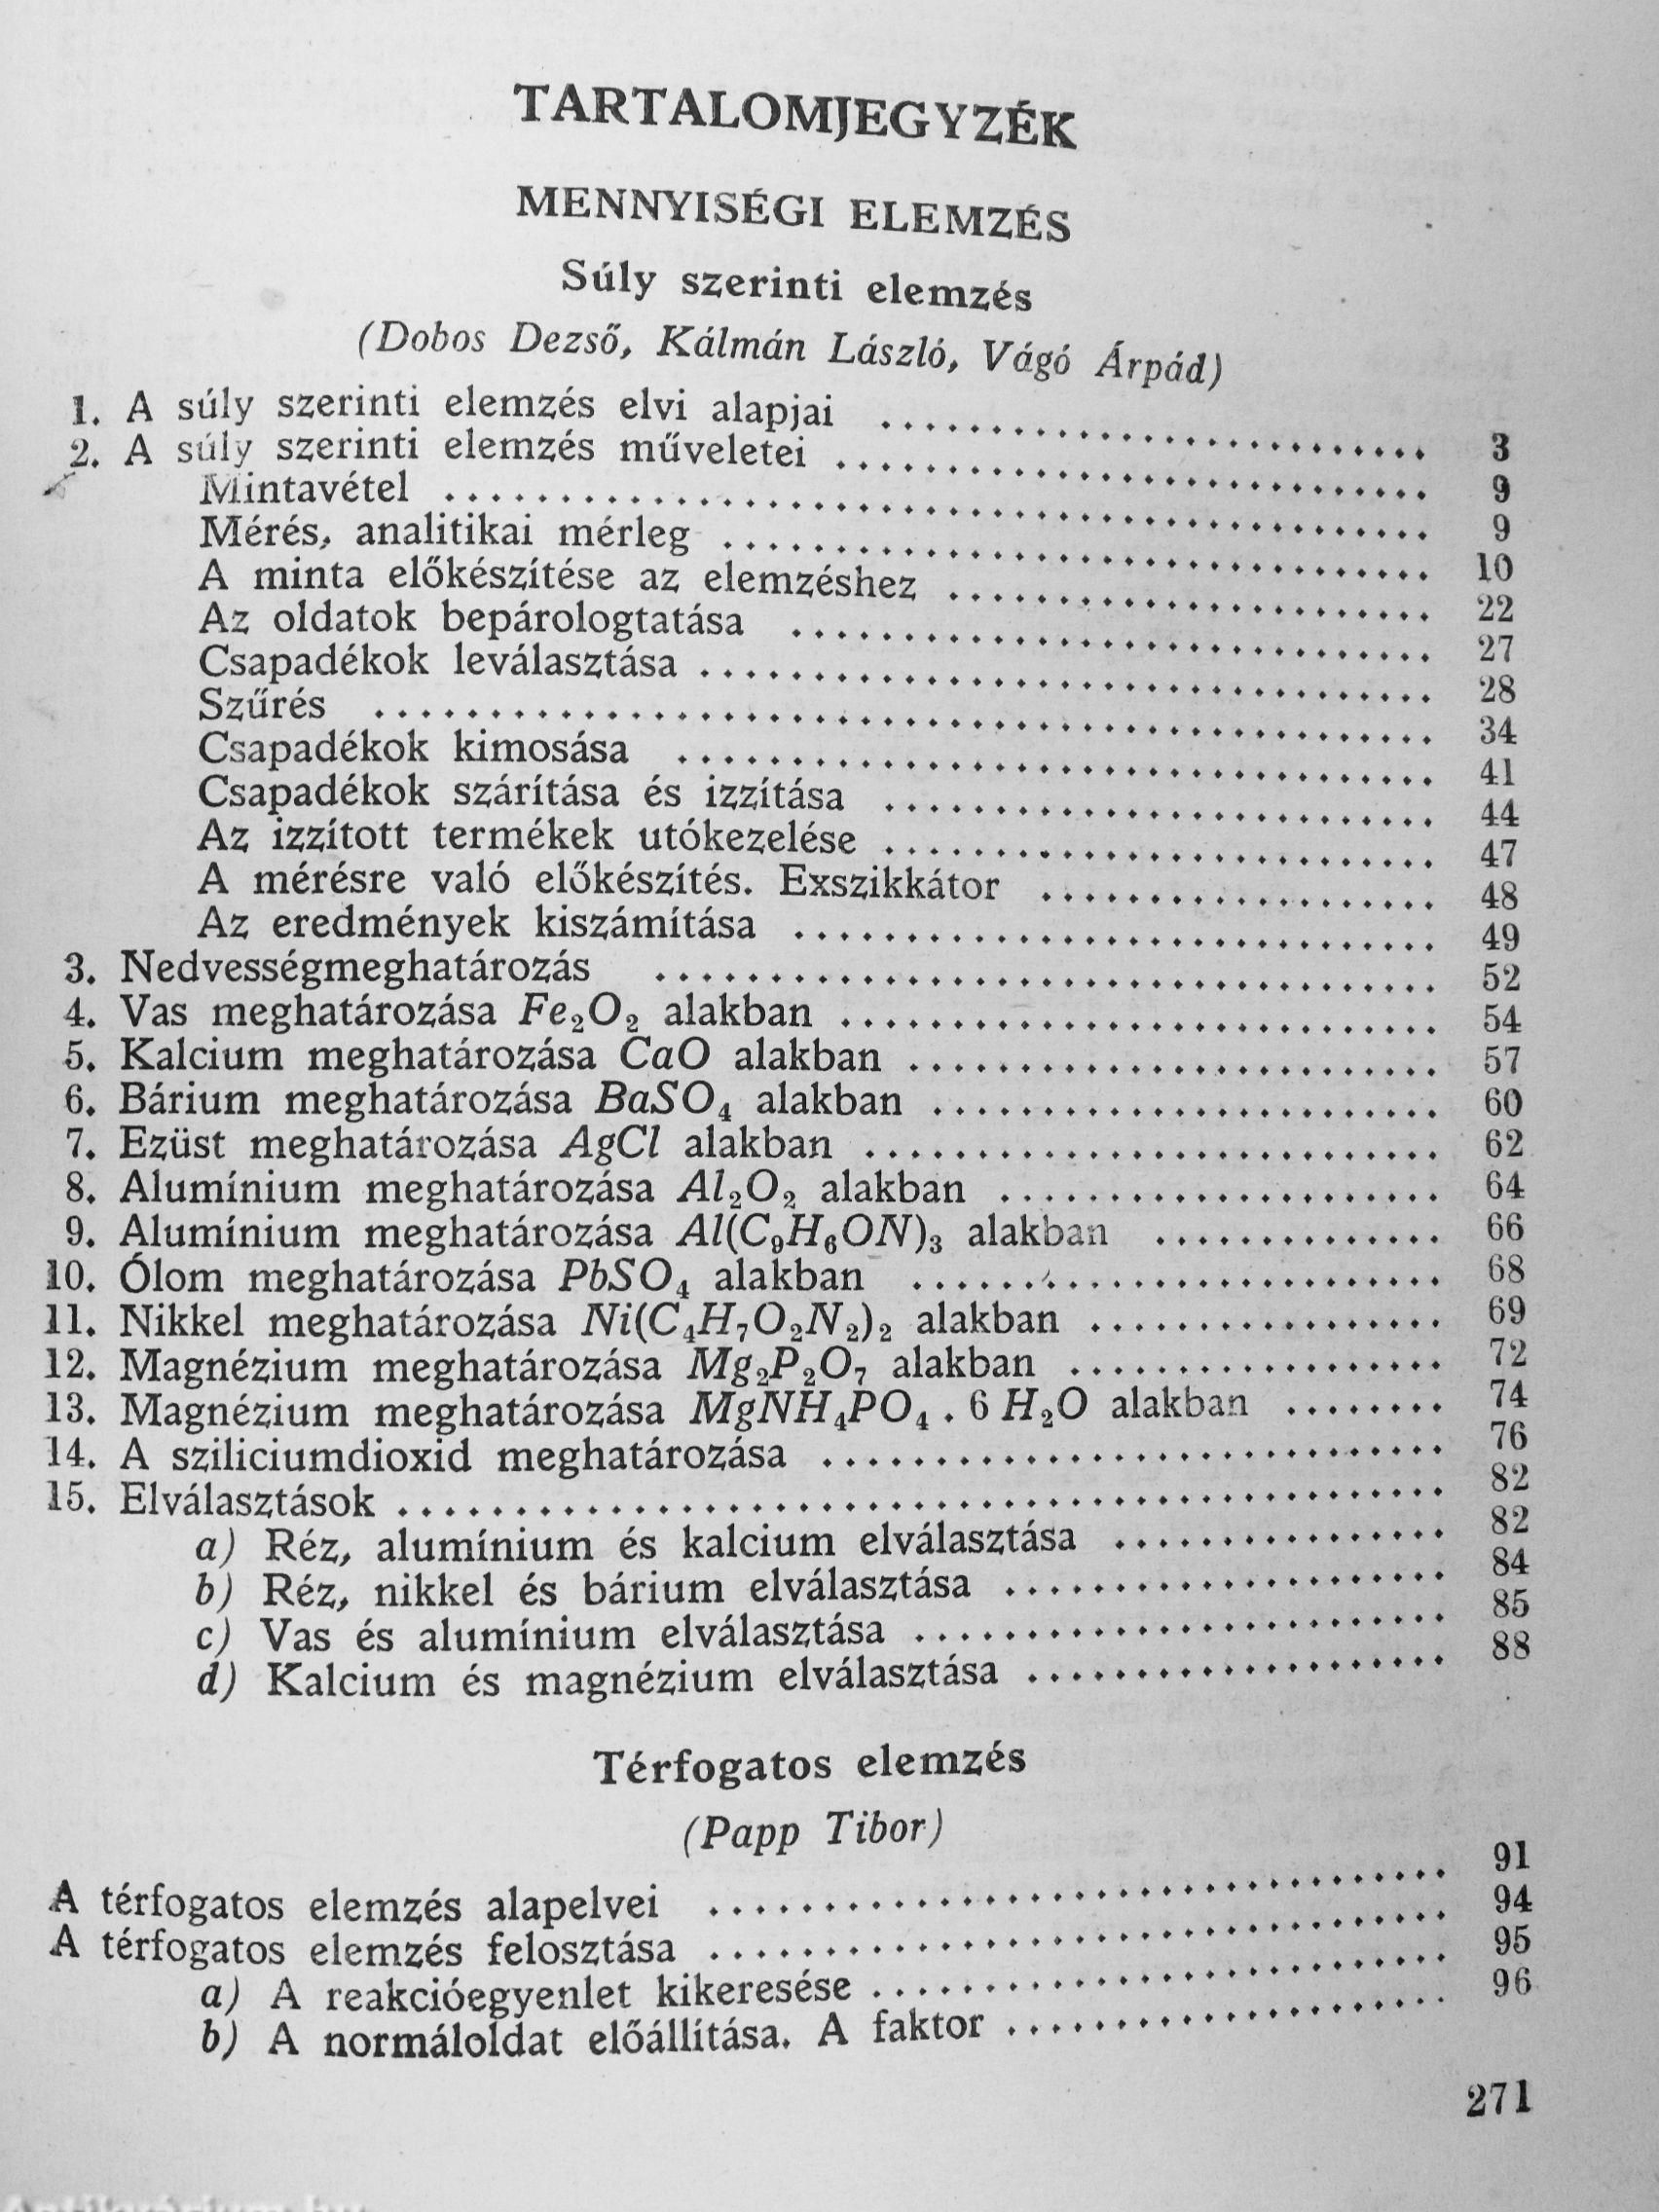 TARTALOMJEGYZÉK
MENNYISÉGI ELEMZÉS
Súly szerinti elemzés
(Dobos Dezső, Kálmán László, Vágó Árpád)
1. A súly szerinti elemzés elvi alapjai .......... 3
2. A súly szerinti elemzés műveletei .......... 9
Mintavétel .......... 9
Mérés, analitikai mérleg .......... 10
A minta előkészítése az elemzéshez .......... 22
Az oldatok bepárologtatása .......... 27
Csapadékok leválasztása .......... 28
Szűrés .......... 34
Csapadékok kimosása .......... 41
Csapadékok szárítása és izzítása .......... 44
Az izzított termékek utókezelése .......... 47
A mérésre való előkészítés. Exszikkátor .......... 48
Az eredmények kiszámítása .......... 49
3. Nedvességmeghatározás .......... 52
4. Vas meghatározása Fe₂O₂ alakban .......... 54
5. Kalcium meghatározása CaO alakban .......... 57
6. Bárium meghatározása BaSO₄ alakban .......... 60
7. Ezüst meghatározása AgCl alakban .......... 62
8. Alumínium meghatározása Al₂O₂ alakban .......... 64
9. Alumínium meghatározása Al(C₉H₆ON)₃ alakban .......... 66
10. Ólom meghatározása PbSO₄ alakban .......... 68
11. Nikkel meghatározása Ni(C₄H₇O₂N₂)₂ alakban .......... 69
12. Magnézium meghatározása Mg₂P₂O₇ alakban .......... 72
13. Magnézium meghatározása MgNH₄PO₄ . 6 H₂O alakban .......... 74
14. A sziliciumdioxid meghatározása .......... 76
15. Elválasztások .......... 82
a) Réz, alumínium és kalcium elválasztása .......... 82
b) Réz, nikkel és bárium elválasztása .......... 84
c) Vas és alumínium elválasztása .......... 85
d) Kalcium és magnézium elválasztása .......... 88
Térfogatos elemzés
(Papp Tibor)
A térfogatos elemzés alapelvei .......... 91
A térfogatos elemzés felosztása .......... 94
a) A reakcióegyenlet kikeresése .......... 95
b) A normáloldat előállítása. A faktor .......... 96
271